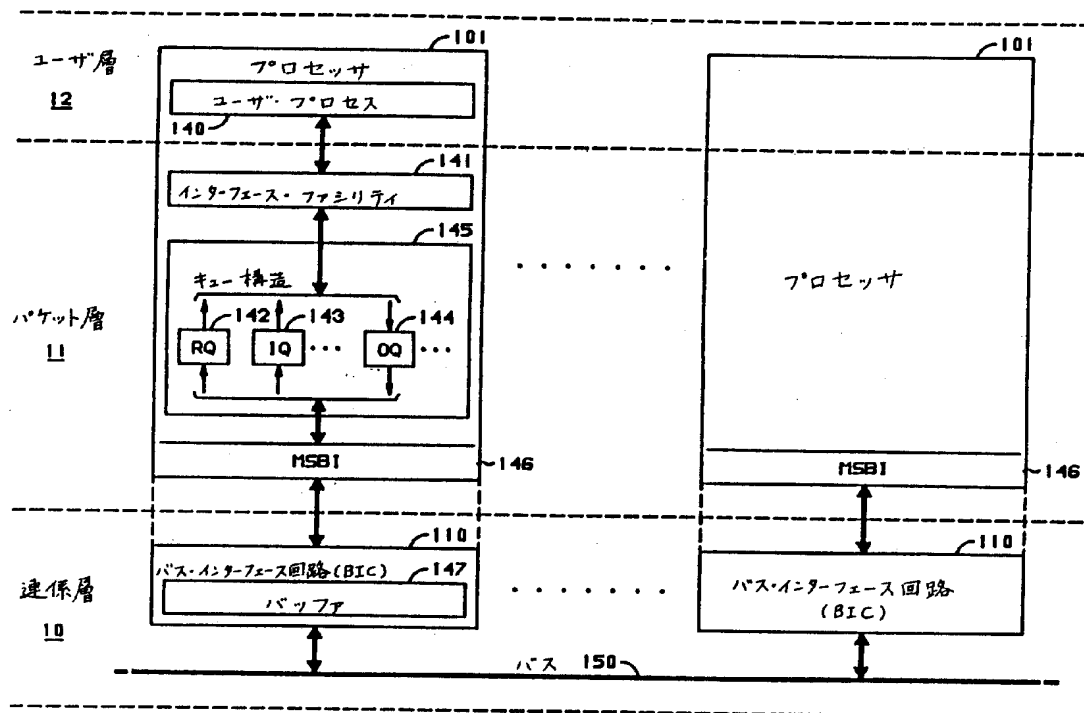 ユーザ層
12
101
プロセッサ
ユーザ・プロセス
140
101
プロセッサ
141
インターフェース・ファシリティ
145
キュー構造
142
143
144
RQ
IQ
OQ
パケット層
11
MSBI
146
MSBI
146
連係層
10
110
バス・インターフェース回路(BIC)
147
バッファ
110
バス・インターフェース回路
(BIC)
バス 150